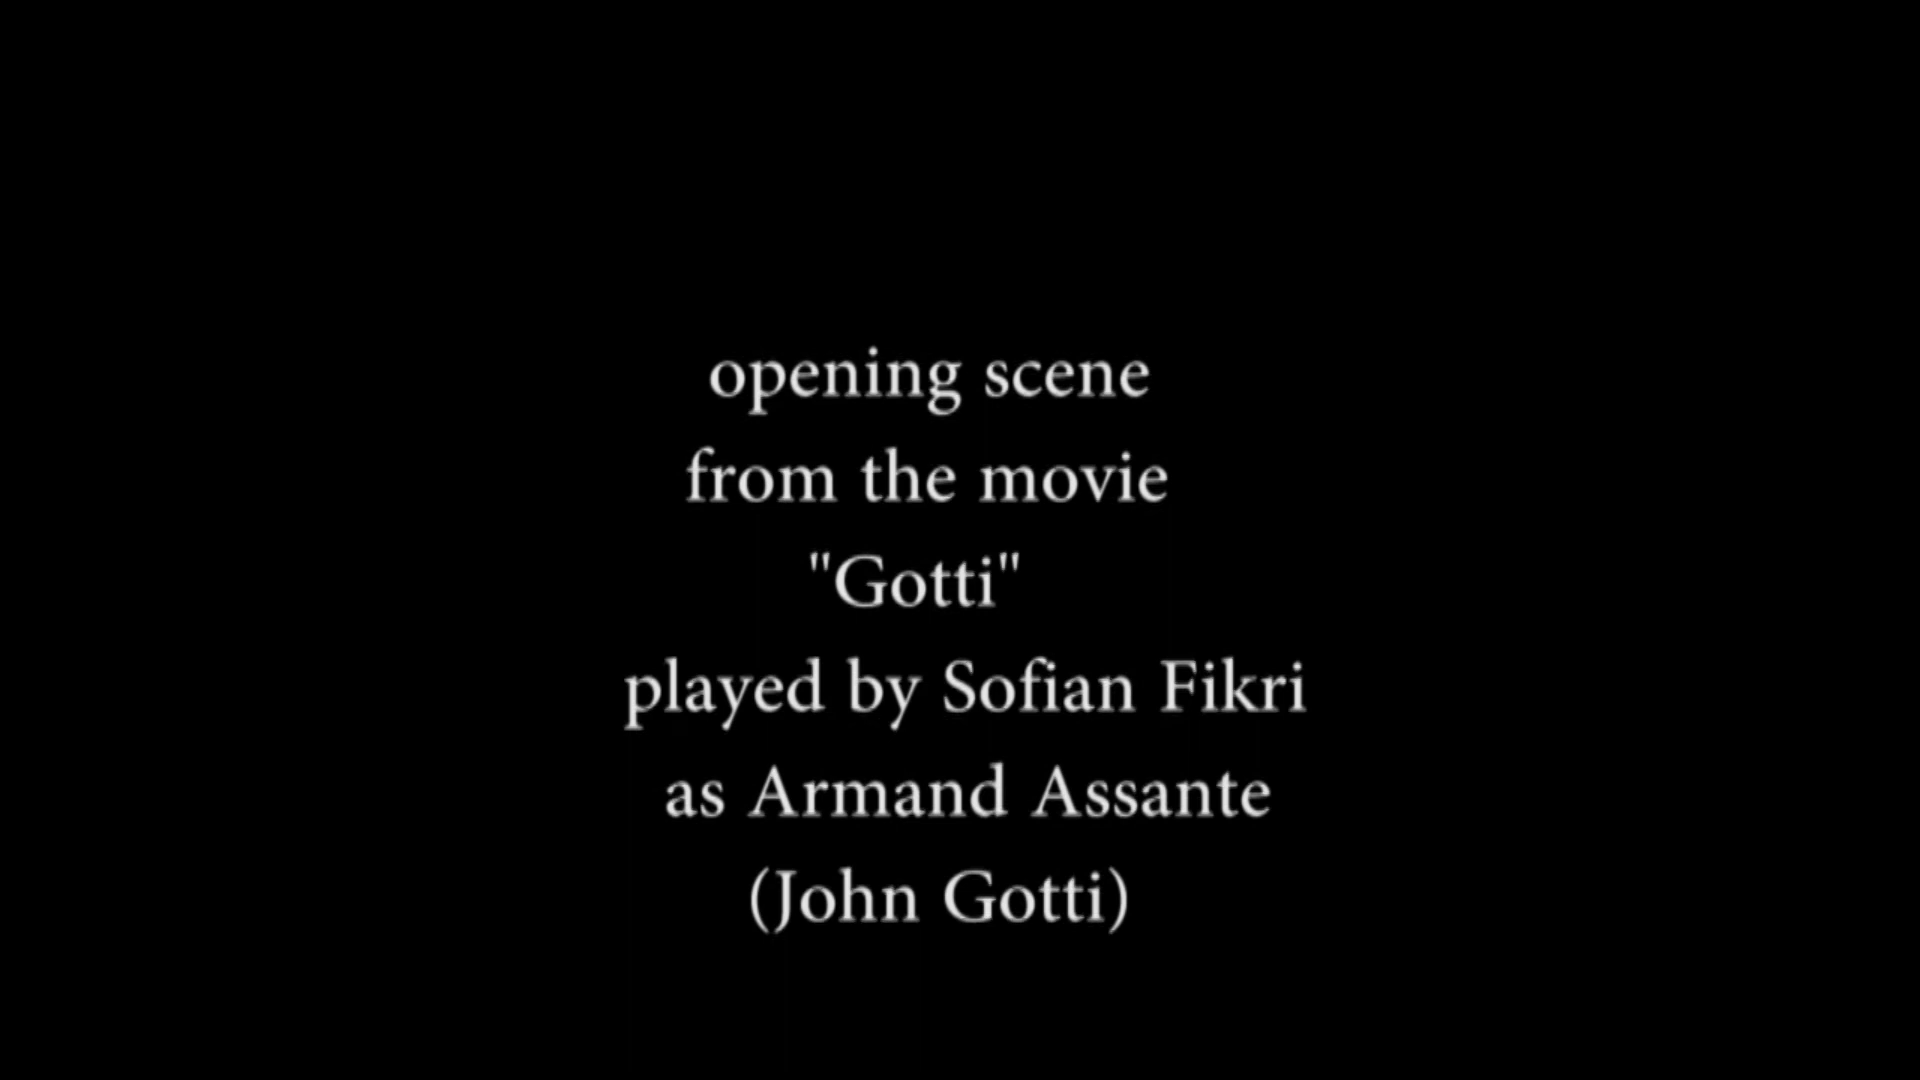 opening scene
from the movie
"Gotti"
played by Sofian Fikri
as Armand Assante
(John Gotti)